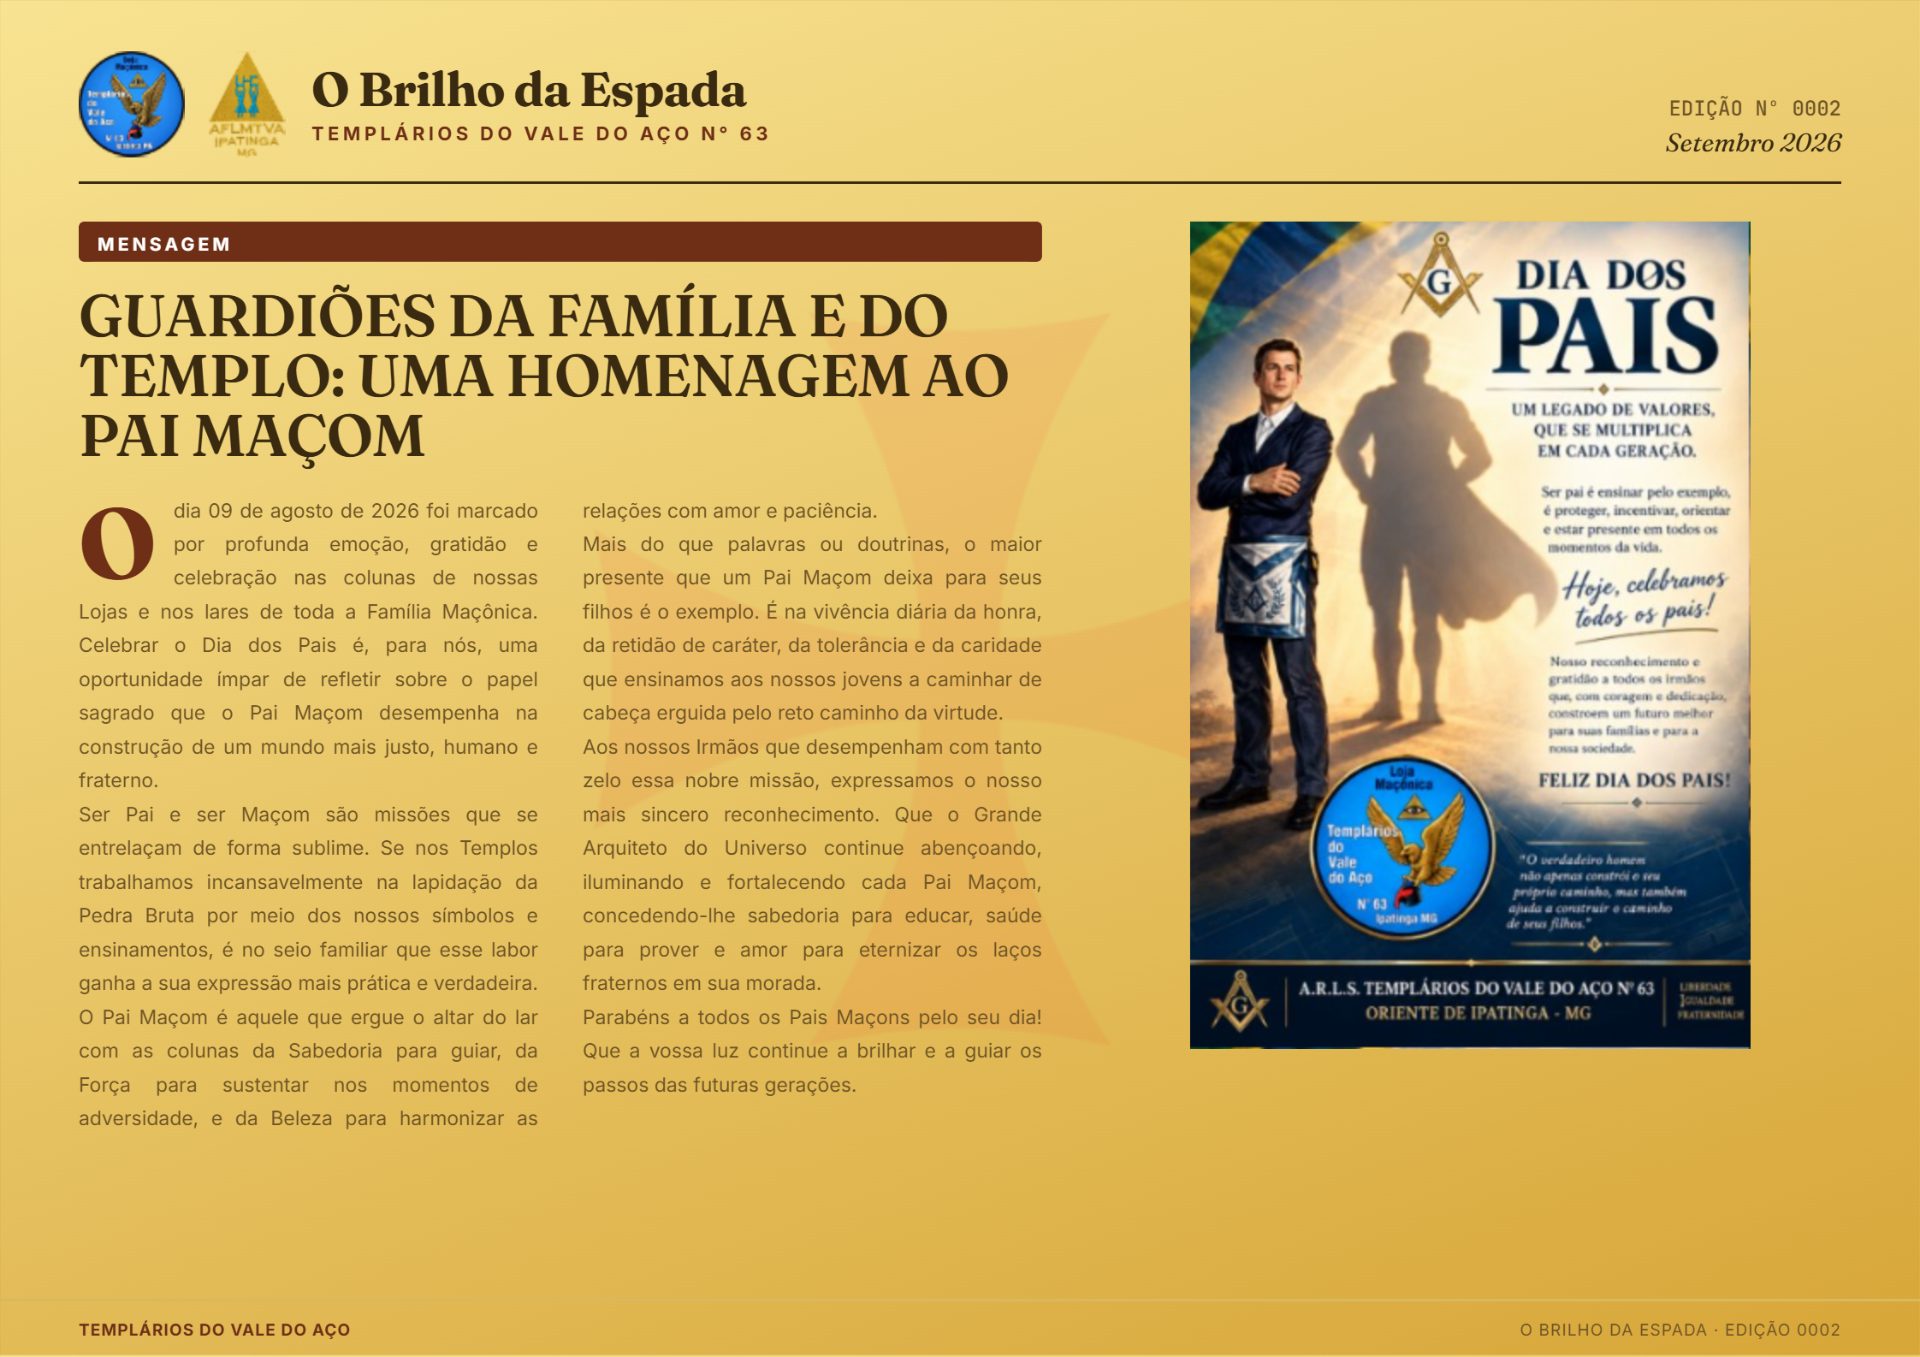 Loja
Maçônica
Templários
do
Vale
do Aço
Nº 63
AFLMTVA
IPATINGA
MG
O Brilho da Espada
TEMPLÁRIOS DO VALE DO AÇO N° 63
EDIÇÃO N° 0002
Setembro 2026
MENSAGEM
GUARDIÕES DA FAMÍLIA E DO
TEMPLO: UMA HOMENAGEM AO
PAI MAÇOM
O dia 09 de agosto de 2026 foi marcado
por profunda emoção, gratidão e
celebração nas colunas de nossas
Lojas e nos lares de toda a Família Maçônica.
Celebrar o Dia dos Pais é, para nós, uma
oportunidade ímpar de refletir sobre o papel
sagrado que o Pai Maçom desempenha na
construção de um mundo mais justo, humano e
fraterno.
Ser Pai e ser Maçom são missões que se
entrelaçam de forma sublime. Se nos Templos
trabalhamos incansavelmente na lapidação da
Pedra Bruta por meio dos nossos símbolos e
ensinamentos, é no seio familiar que esse labor
ganha a sua expressão mais prática e verdadeira.
O Pai Maçom é aquele que ergue o altar do lar
com as colunas da Sabedoria para guiar, da
Força para sustentar nos momentos de
adversidade, e da Beleza para harmonizar as
relações com amor e paciência.
Mais do que palavras ou doutrinas, o maior
presente que um Pai Maçom deixa para seus
filhos é o exemplo. É na vivência diária da honra,
da retidão de caráter, da tolerância e da caridade
que ensinamos aos nossos jovens a caminhar de
cabeça erguida pelo reto caminho da virtude.
Aos nossos Irmãos que desempenham com tanto
zelo essa nobre missão, expressamos o nosso
mais sincero reconhecimento. Que o Grande
Arquiteto do Universo continue abençoando,
iluminando e fortalecendo cada Pai Maçom,
concedendo-lhe sabedoria para educar, saúde
para prover e amor para eternizar os laços
fraternos em sua morada.
Parabéns a todos os Pais Maçons pelo seu dia!
Que a vossa luz continue a brilhar e a guiar os
passos das futuras gerações.
G
DIA DOS
PAIS
UM LEGADO DE VALORES,
QUE SE MULTIPLICA
EM CADA GERAÇÃO.
Ser pai é ensinar pelo exemplo,
é proteger, incentivar, orientar
e estar presente em todos os
momentos da vida.
Hoje, celebramos
todos os pais!
Nosso reconhecimento e
gratidão a todos os irmãos
que, com coragem e dedicação,
constroem um futuro melhor
para suas famílias e para a
nossa sociedade.
FELIZ DIA DOS PAIS!
Loja
Maçônica
Templários
do
Vale
do Aço
N° 63
Ipatinga MG
"O verdadeiro homem
não apenas constrói o seu
próprio caminho, mas também
ajuda a construir o caminho
de seus filhos."
G
A.R.L.S. TEMPLÁRIOS DO VALE DO AÇO Nº 63
ORIENTE DE IPATINGA - MG
LIBERDADE
IGUALDADE
FRATERNIDADE
TEMPLÁRIOS DO VALE DO AÇO
O BRILHO DA ESPADA · EDIÇÃO 0002